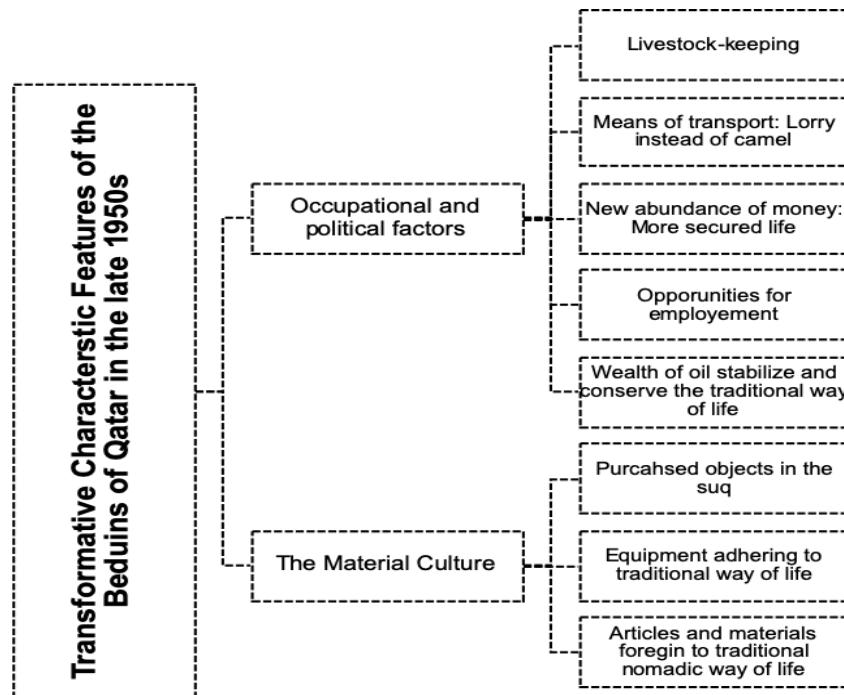 Transformative Characterstic Features of the
Beduins of Qatar in the late 1950s
Occupational and
political factors
Livestock-keeping
Means of transport: Lorry
instead of camel
New abundance of money:
More secured life
Opporunities for
employement
Wealth of oil stabilize and
conserve the traditional way
of life
The Material Culture
Purcahsed objects in the
suq
Equipment adhering to
traditional way of life
Articles and materials
foregin to traditional
nomadic way of life